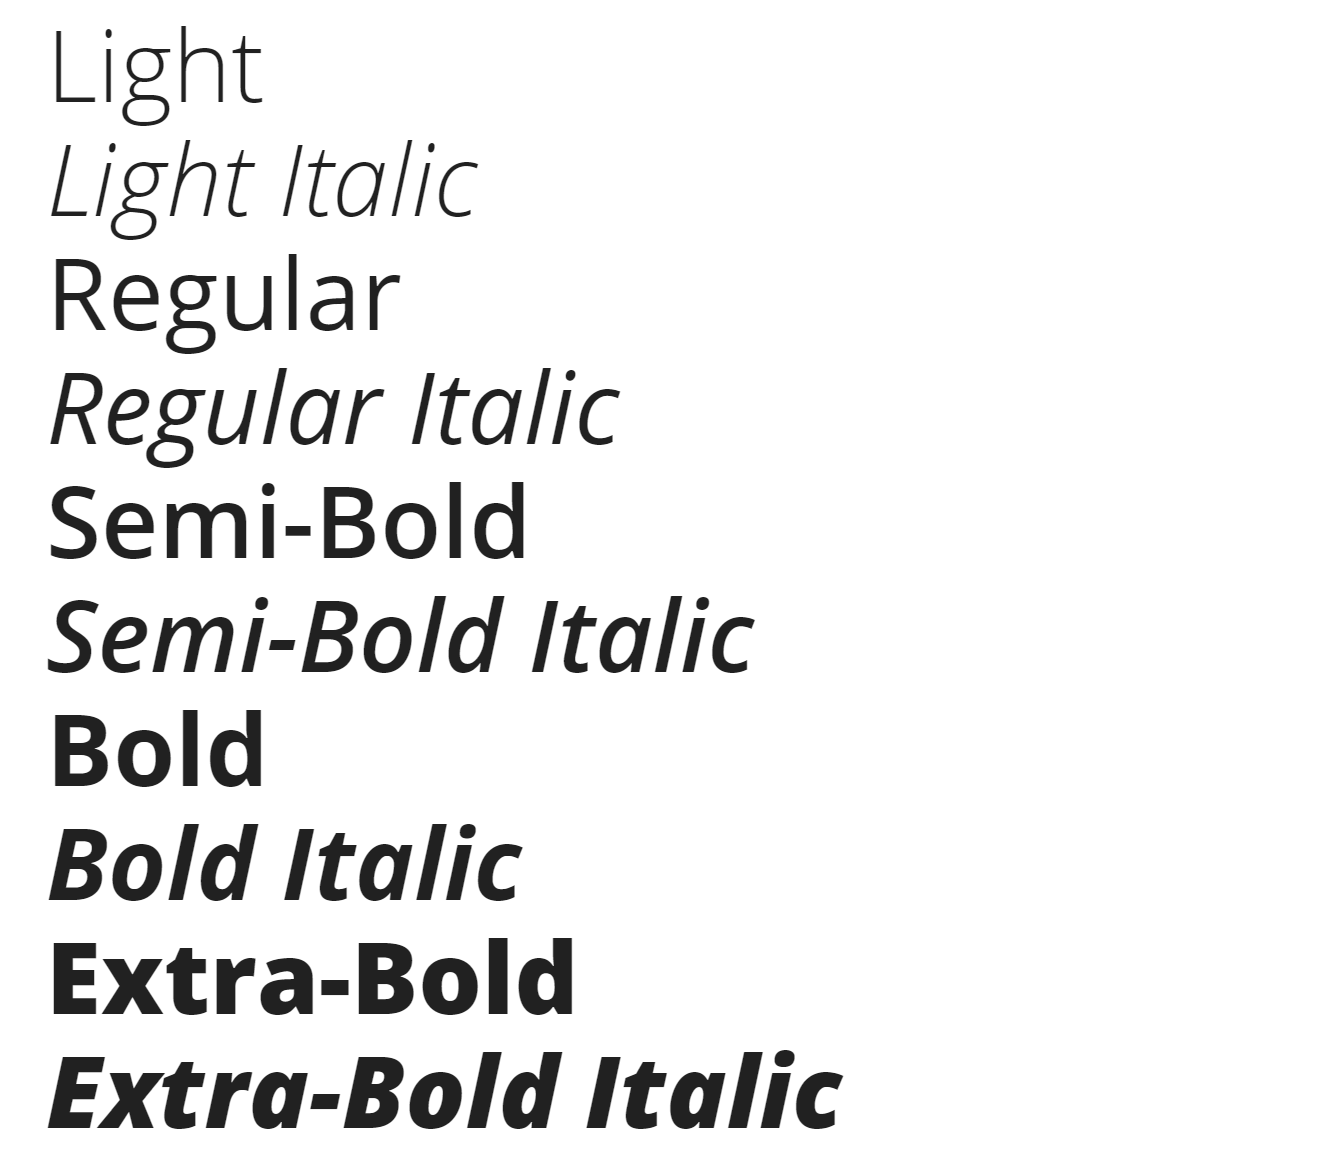 Light
Light Italic
Regular
Regular Italic
Semi-Bold
Semi-Bold Italic
Bold
Bold Italic
Extra-Bold
Extra-Bold Italic